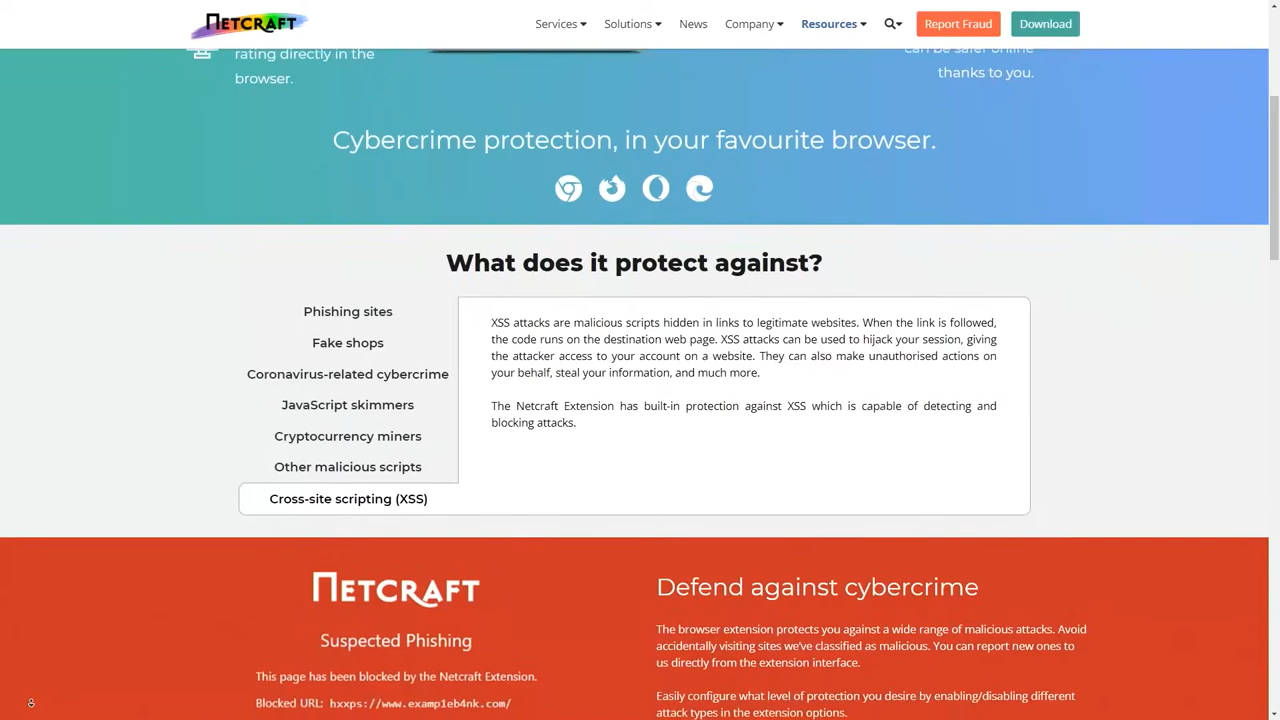 NETCRAFT
Services
Solutions
News
Company
Resources
Report Fraud
Download
rating directly in the
browser.
can be safer online
thanks to you.
Cybercrime protection, in your favourite browser.
What does it protect against?
Phishing sites
Fake shops
Coronavirus-related cybercrime
JavaScript skimmers
Cryptocurrency miners
Other malicious scripts
Cross-site scripting (XSS)
XSS attacks are malicious scripts hidden in links to legitimate websites. When the link is followed,
the code runs on the destination web page. XSS attacks can be used to hijack your session, giving
the attacker access to your account on a website. They can also make unauthorised actions on
your behalf, steal your information, and much more.
The Netcraft Extension has built-in protection against XSS which is capable of detecting and
blocking attacks.
NETCRAFT
Suspected Phishing
This page has been blocked by the Netcraft Extension.
Blocked URL: hxxps://www.examp1eb4nk.com/
Defend against cybercrime
The browser extension protects you against a wide range of malicious attacks. Avoid
accidentally visiting sites we've classified as malicious. You can report new ones to
us directly from the extension interface.
Easily configure what level of protection you desire by enabling/disabling different
attack types in the extension options.